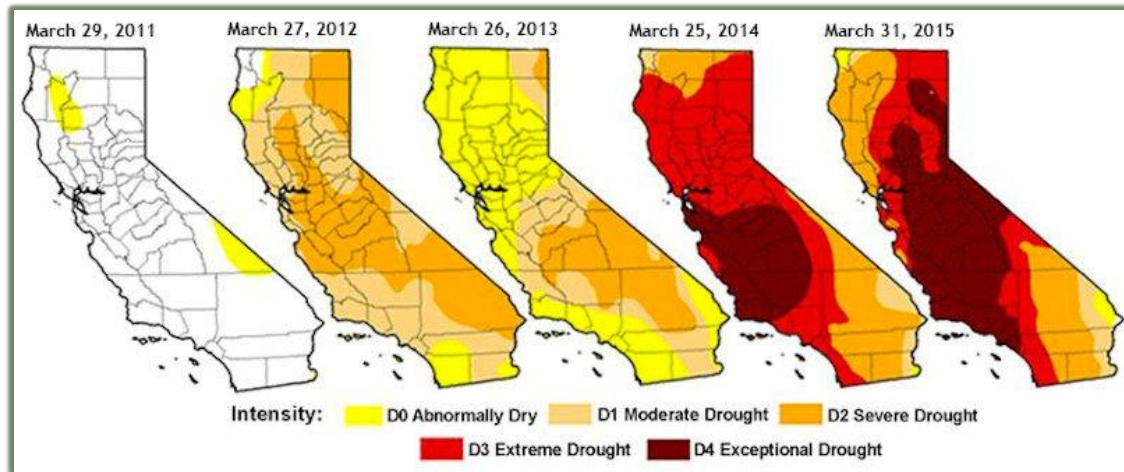 March 29, 2011
March 27, 2012
March 26, 2013
March 25, 2014
March 31, 2015
Intensity:
D0 Abnormally Dry
D1 Moderate Drought
D2 Severe Drought
D3 Extreme Drought
D4 Exceptional Drought